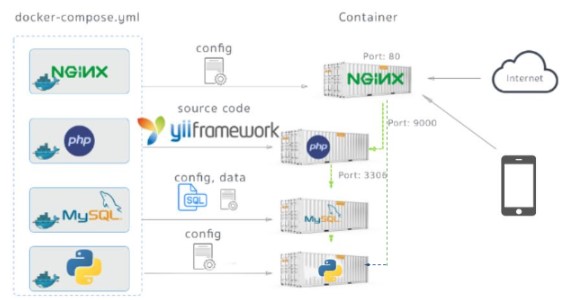 docker-compose.yml
Container
config
Port: 80
NGINX
NGINX
Internet
source code
yiiframework
Port: 9000
php
php
config, data
Port: 3306
SQL
MySQL
MySQL
config